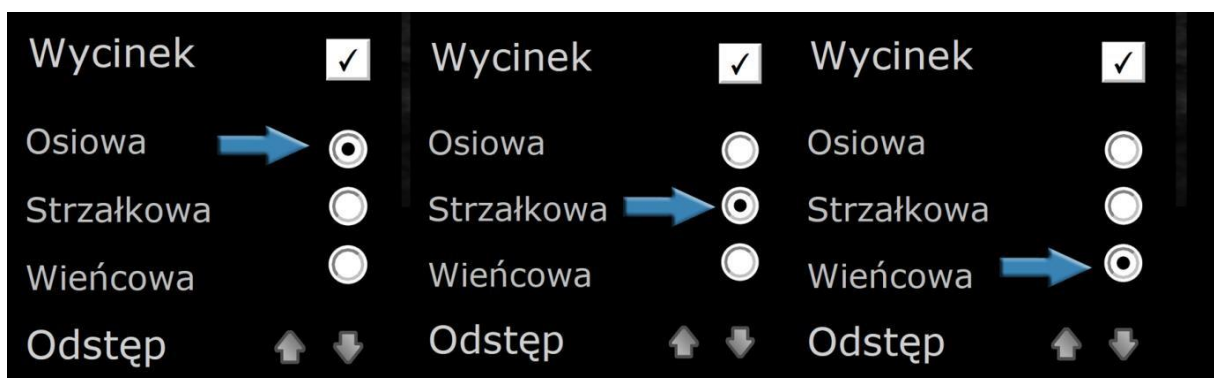 Wycinek ✓
Osiowa
Strzałkowa
Wieńcowa
Odstęp
Wycinek ✓
Osiowa
Strzałkowa
Wieńcowa
Odstęp
Wycinek ✓
Osiowa
Strzałkowa
Wieńcowa
Odstęp